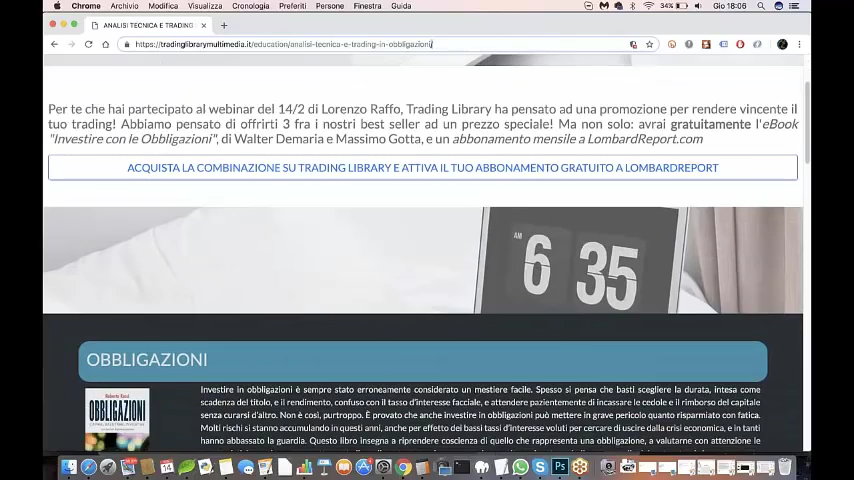 Chrome Archivio Modifica Visualizza Cronologia Preferiti Persone Finestra Guida 34% Gio 18:06
ANALISI TECNICA E TRADING
https://tradinglibrarymultimedia.it/education/analisi-tecnica-e-trading-in-obbligazioni/
Per te che hai partecipato al webinar del 14/2 di Lorenzo Raffo, Trading Library ha pensato ad una promozione per rendere vincente il
tuo trading! Abbiamo pensato di offrirti 3 fra i nostri best seller ad un prezzo speciale! Ma non solo: avrai gratuitamente l'eBook
"Investire con le Obbligazioni", di Walter Demaria e Massimo Gotta, e un abbonamento mensile a LombardReport.com
ACQUISTA LA COMBINAZIONE SU TRADING LIBRARY E ATTIVA IL TUO ABBONAMENTO GRATUITO A LOMBARDREPORT
AM 6 35
OBBLIGAZIONI
OBBLIGAZIONI
Investire in obbligazioni è sempre stato erroneamente considerato un mestiere facile. Spesso si pensa che basti scegliere la durata, intesa come
scadenza del titolo, e il rendimento, confuso con il tasso d'interesse facciale, e attendere pazientemente di incassare le cedole e il rimborso del capitale
senza curarsi d'altro. Non è così, purtroppo. È provato che anche investire in obbligazioni può mettere in grave pericolo quanto risparmiato con fatica.
Molti rischi si stanno accumulando in questi anni, anche per effetto dei bassi tassi d'interesse voluti per cercare di uscire dalla crisi economica, e in tanti
hanno abbassato la guardia. Questo libro insegna a riprendere coscienza di quello che rappresenta una obbligazione, a valutarne con attenzione le